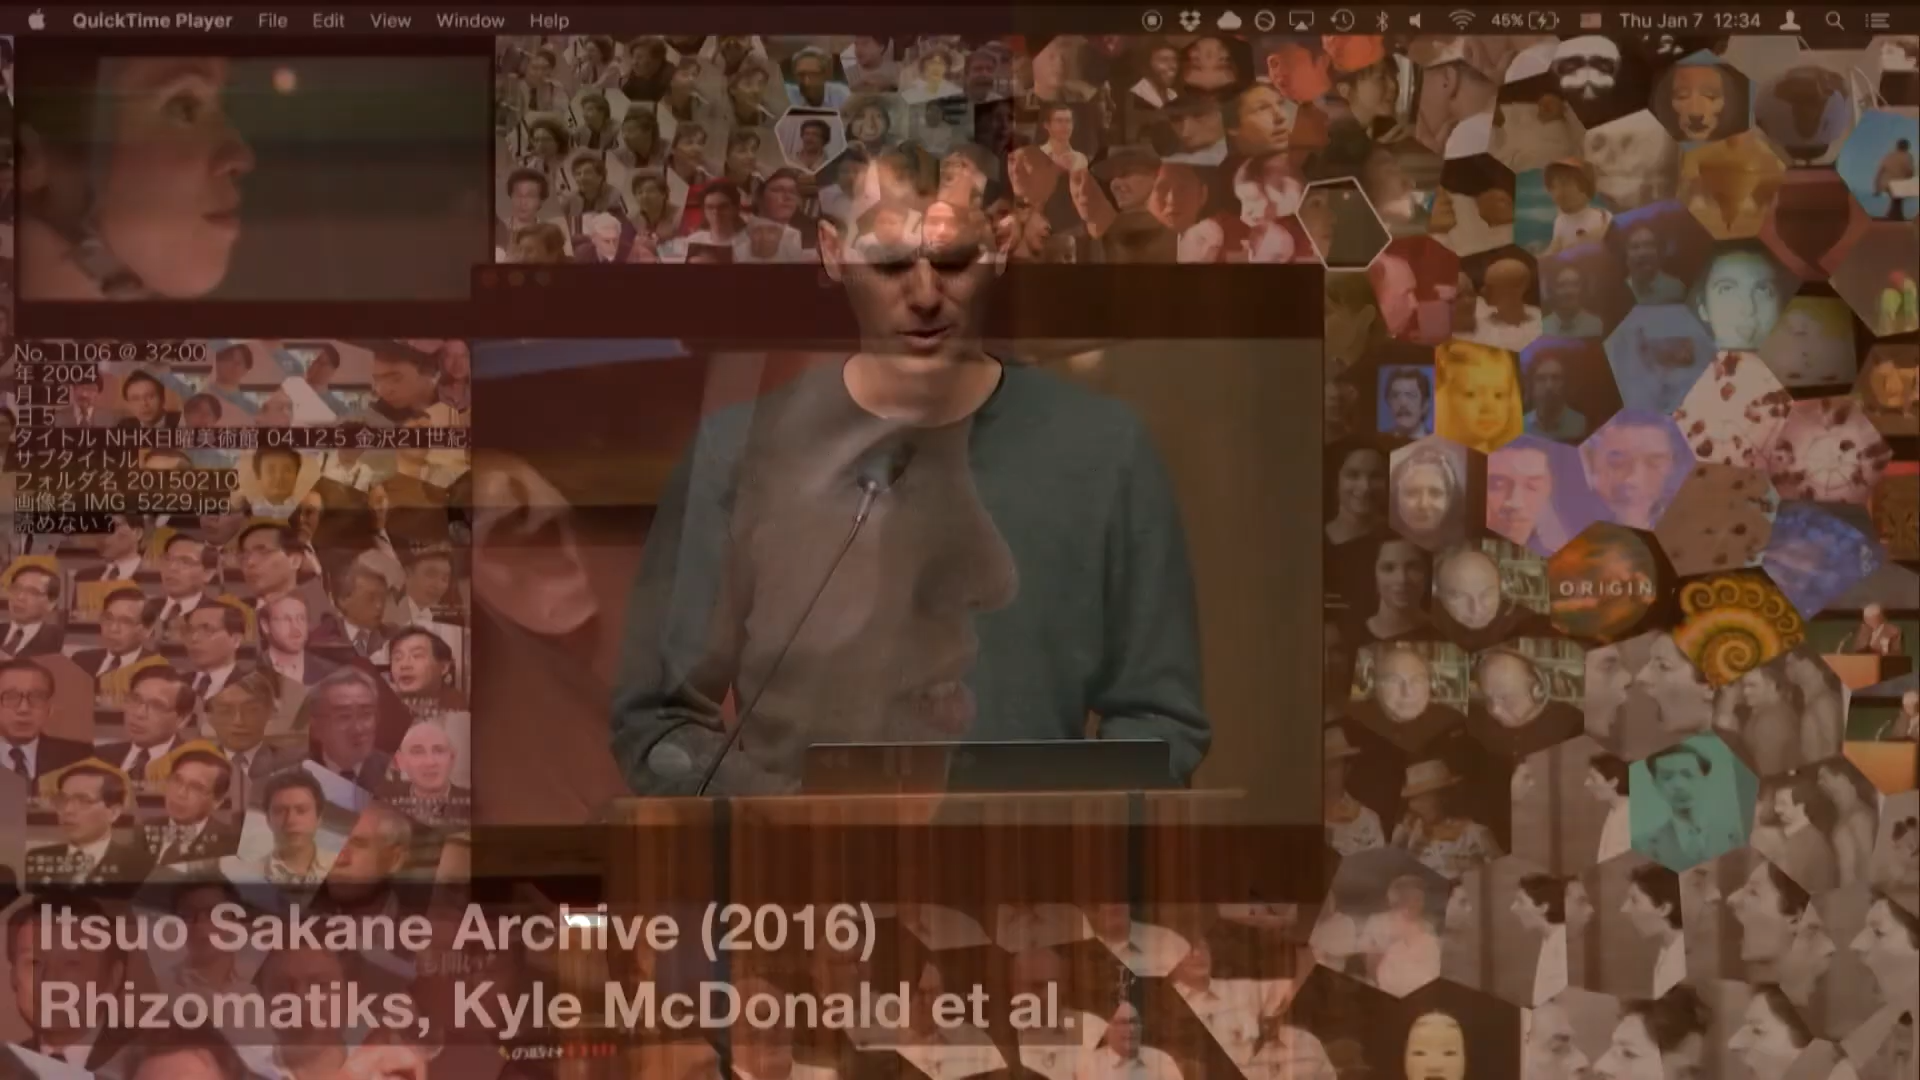 QuickTime Player File Edit View Window Help 45% Thu Jan 7 12:34
No. 1106 @ 32:00
年 2004
月 12
日 5
タイトル NHK日曜美術館 04.12.5 金沢21世紀
サブタイトル
フォルダ名 20150210
画像名 IMG_5229.jpg
読めない？
ORIGIN
Itsuo Sakane Archive (2016)
Rhizomatiks, Kyle McDonald et al.